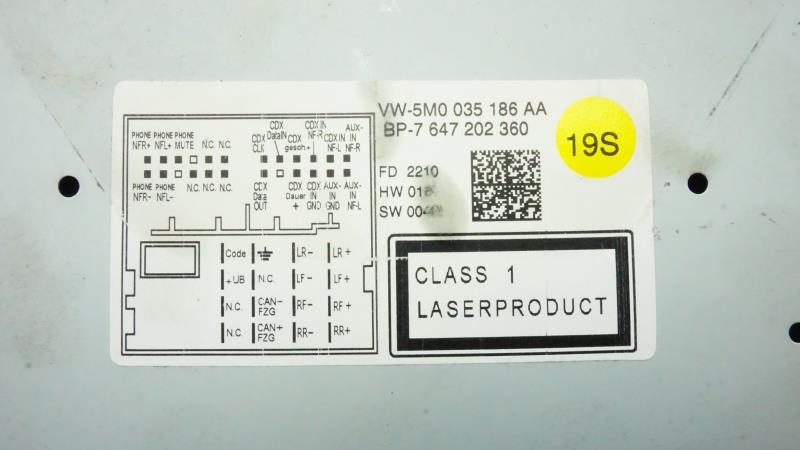 VW-5M0 035 186 AA
BP-7 647 202 360
19S
FD 2210
HW
SW
CLASS 1
LASERPRODUCT
PHONE NFR+
PHONE NFL+
PHONE MUTE
N.C. N.C.
PHONE NFR-
PHONE NFL-
N.C. N.C. N.C.
CDX CLK
CDX DataIN
CDX gesch.+
CDX IN NF-R
CDX IN NF-L
AUX-IN NF-R
CDX Data OUT
CDX Dauer +
CDX IN GND
AUX-IN GND
AUX-IN NF-L
Code LR- LR+
+UB N.C. LF- LF+
N.C. CAN-FZG RF- RF+
N.C. CAN+FZG RR- RR+